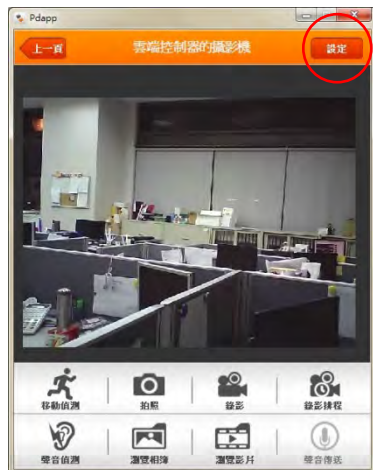 Pdapp
上一頁 雲端控制器的攝影機 設定
移動偵測 拍照 錄影 錄影排程
聲音偵測 瀏覽相簿 瀏覽影片 聲音傳送